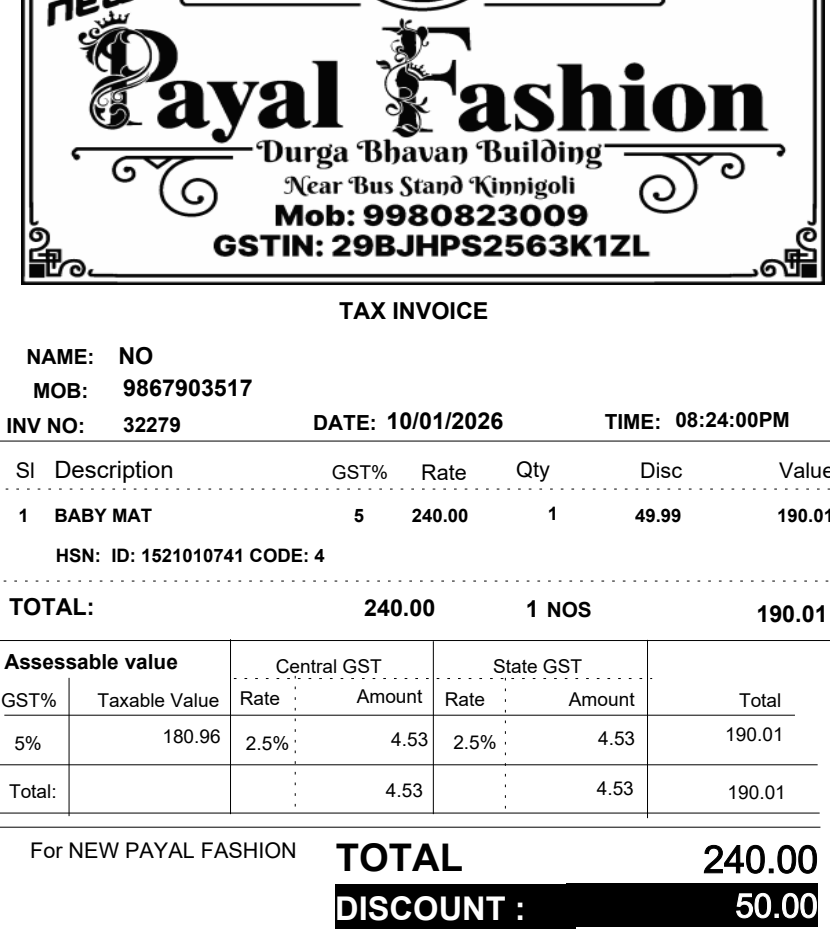 new
Payal Fashion
Durga Bhavan Building
Near Bus Stand Kinnigoli
Mob: 9980823009
GSTIN: 29BJHPS2563K1ZL
TAX INVOICE
NAME: NO
MOB: 9867903517
INV NO: 32279 DATE: 10/01/2026 TIME: 08:24:00PM
Sl Description GST% Rate Qty Disc Value
1 BABY MAT 5 240.00 1 49.99 190.01
HSN: ID: 1521010741 CODE: 4
TOTAL: 240.00 1 NOS 190.01
Assessable value Central GST State GST
GST% Taxable Value Rate Amount Rate Amount Total
5% 180.96 2.5% 4.53 2.5% 4.53 190.01
Total: 4.53 4.53 190.01
For NEW PAYAL FASHION TOTAL 240.00
DISCOUNT : 50.00